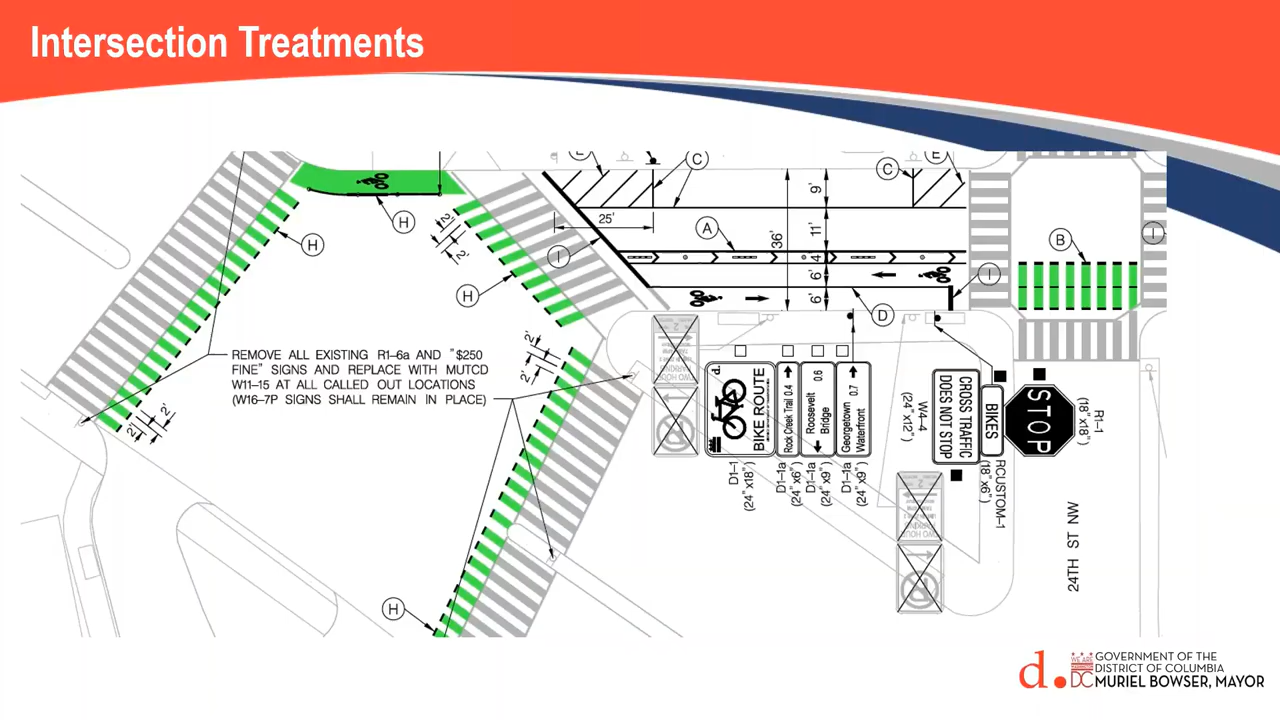 Intersection Treatments
C
C
E
H
H
H
25'
I
A
36'
9'
11'
4'
6'
6'
D
I
B
I
2'
2'
2'
2'
REMOVE ALL EXISTING R1-6a AND "$250
FINE" SIGNS AND REPLACE WITH MUTCD
W11-15 AT ALL CALLED OUT LOCATIONS
(W16-7P SIGNS SHALL REMAIN IN PLACE)
2'
2'
H
d.
BIKE ROUTE
D1-1
(24"x18")
Rock Creek Trail 0.4
D1-1a
(24"x6")
Roosevelt 0.6
Bridge
D1-1a
(24"x9")
Georgetown 0.7
Waterfront
D1-1a
(24"x9")
W4-4
(24"x12")
CROSS TRAFFIC
DOES NOT STOP
BIKES
RCUSTOM-1
(18"x6")
STOP
R1-1
(18"x18")
24TH ST NW
d.
WE ARE
WASHINGTON
DC
GOVERNMENT OF THE
DISTRICT OF COLUMBIA
MURIEL BOWSER, MAYOR